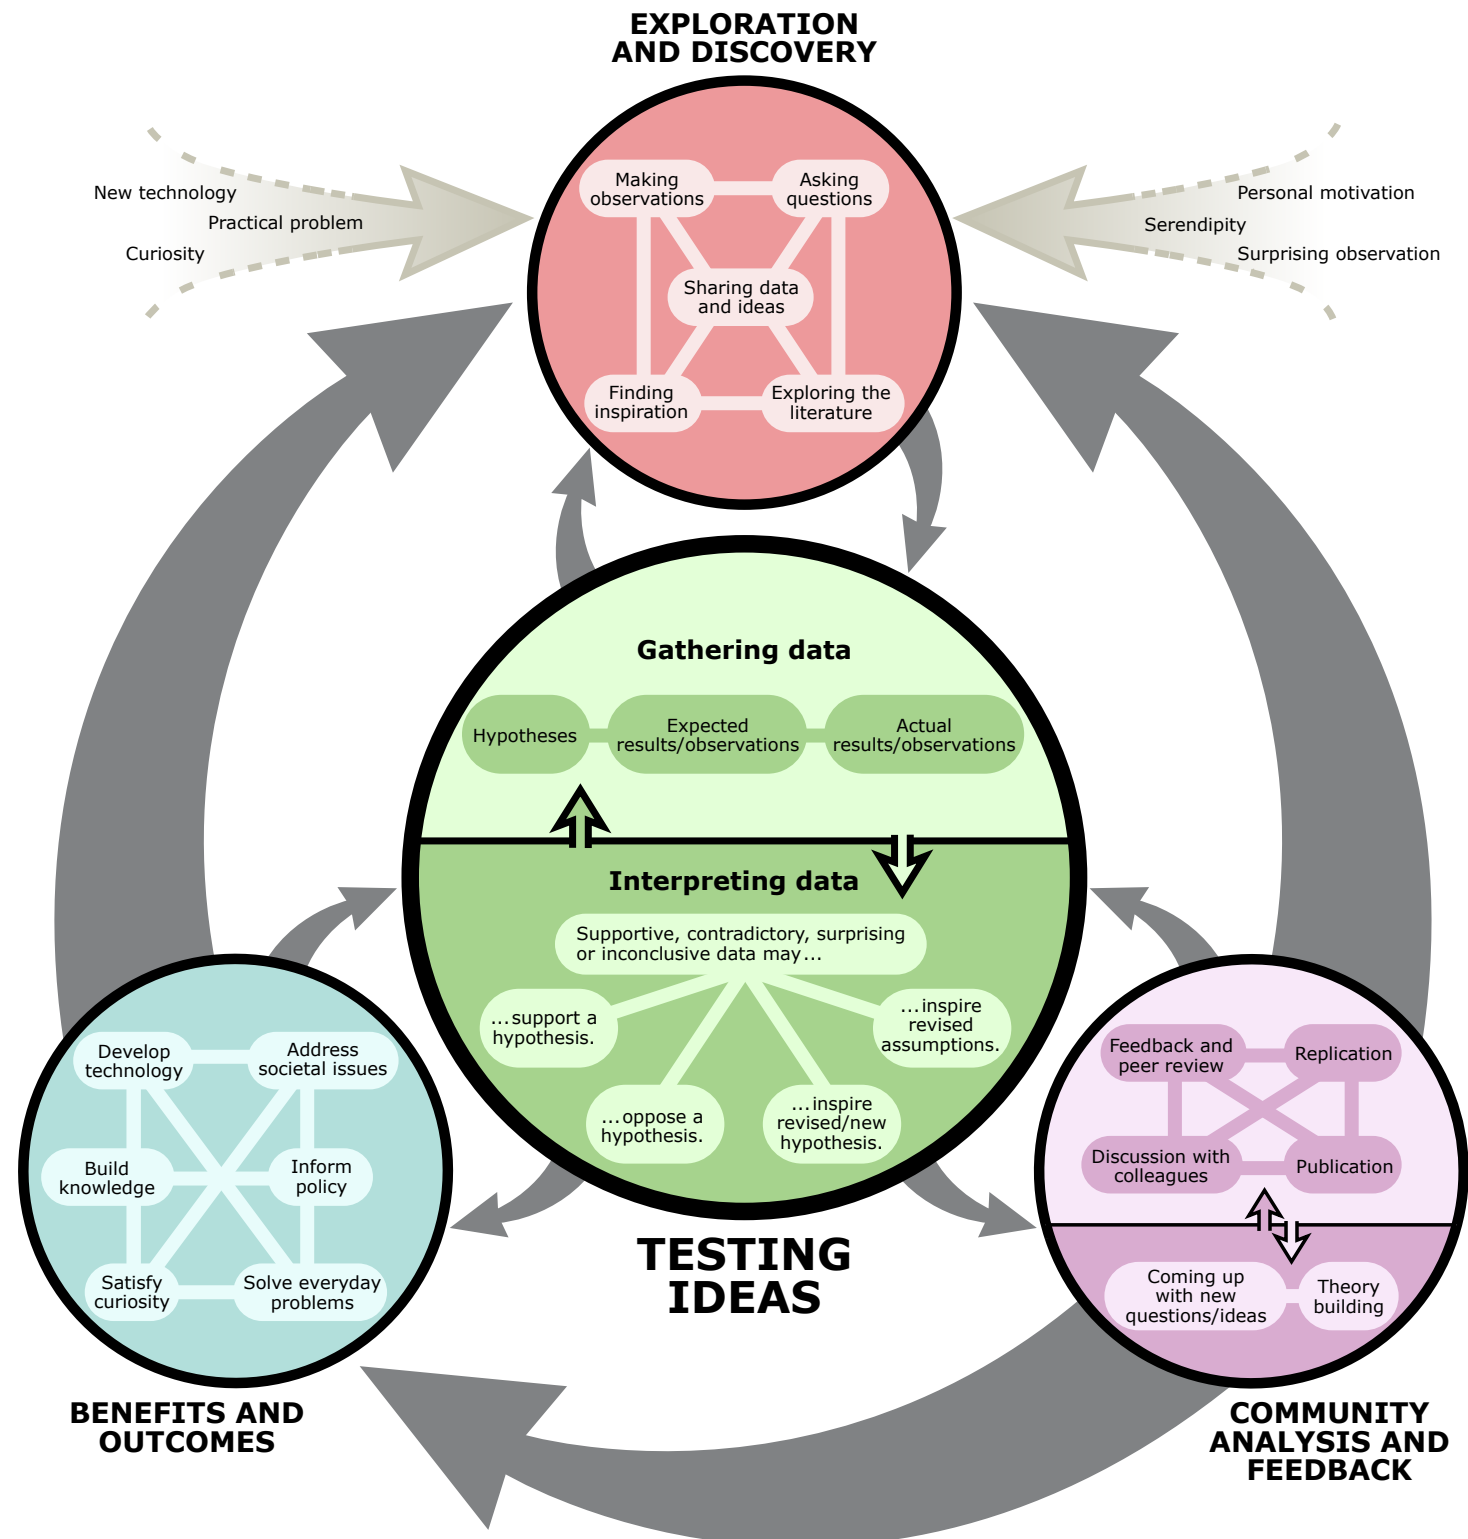 EXPLORATION
AND DISCOVERY
New technology
Practical problem
Curiosity
Personal motivation
Serendipity
Surprising observation
Making
observations
Asking
questions
Sharing data
and ideas
Finding
inspiration
Exploring the
literature
Gathering data
Hypotheses
Expected
results/observations
Actual
results/observations
Interpreting data
Supportive, contradictory, surprising
or inconclusive data may...
...support a
hypothesis.
...oppose a
hypothesis.
...inspire
revised/new
hypothesis.
...inspire
revised
assumptions.
TESTING
IDEAS
Develop
technology
Address
societal issues
Build
knowledge
Inform
policy
Satisfy
curiosity
Solve everyday
problems
BENEFITS AND
OUTCOMES
Feedback and
peer review
Replication
Discussion with
colleagues
Publication
Coming up
with new
questions/ideas
Theory
building
COMMUNITY
ANALYSIS AND
FEEDBACK